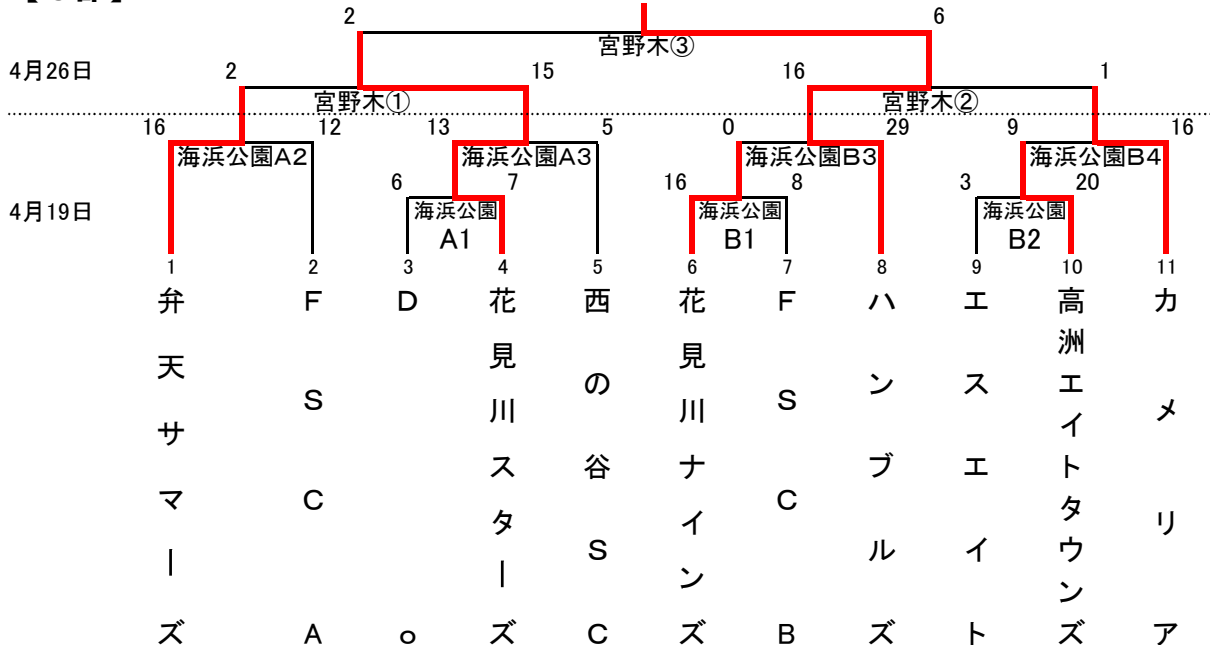 2 6
宮野木③
4月26日 2 15 16 1
宮野木① 宮野木②
16 12 13 5 0 29 9 16
海浜公園A2 海浜公園A3 海浜公園B3 海浜公園B4
6 7 16 8 3 20
4月19日 海浜公園 海浜公園 海浜公園
A1 B1 B2
1 2 3 4 5 6 7 8 9 10 11
弁天サマーズ
FSCA
Do
花見川スターズ
西の谷SC
花見川ナインズ
FSCB
ハンブルズ
エスエイト
高洲エイトタウンズ
カメリア